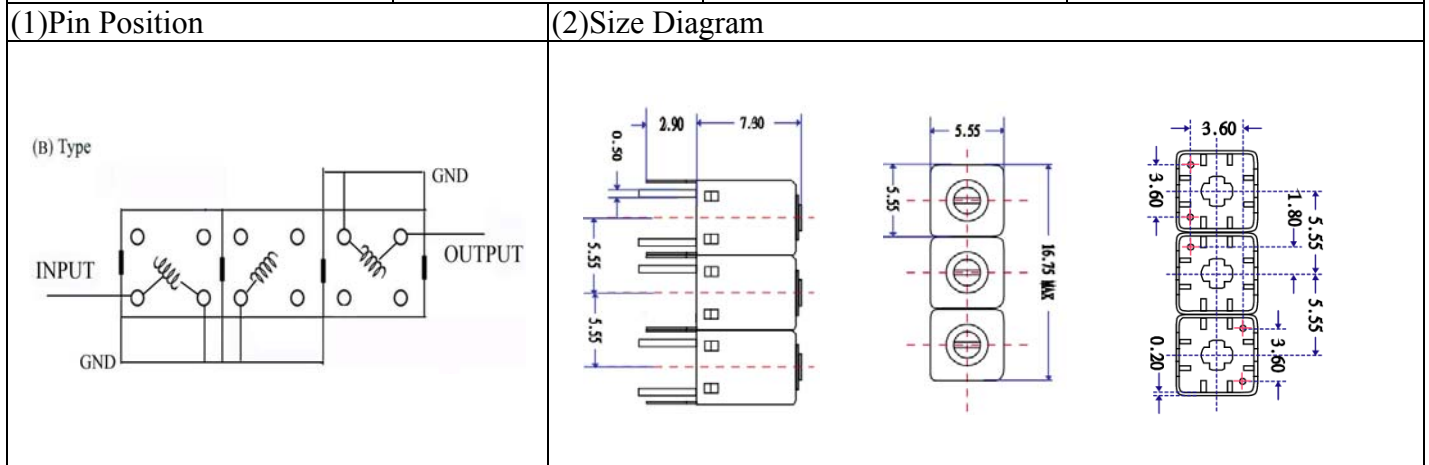 (1)Pin Position
(2)Size Diagram
(B) Type
GND
OUTPUT
INPUT
GND
2.90
7.30
0.50
5.55
5.55
5.55
5.55
16.75 MAX
3.60
3.60
1.80
5.55
5.55
3.60
0.20